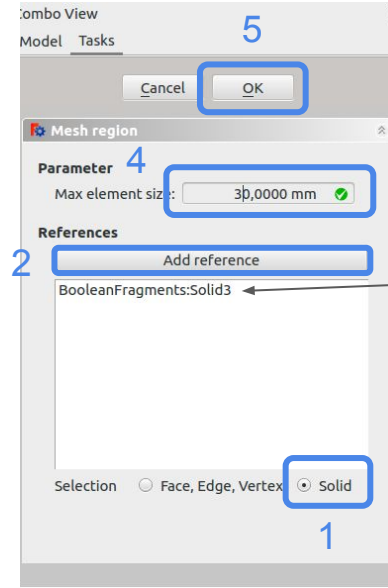 Combo View
Model Tasks
5
Cancel OK
Mesh region
Parameter
4
Max element size: 30,0000 mm
References
2
Add reference
BooleanFragments:Solid3
Selection Face, Edge, Vertex Solid
1